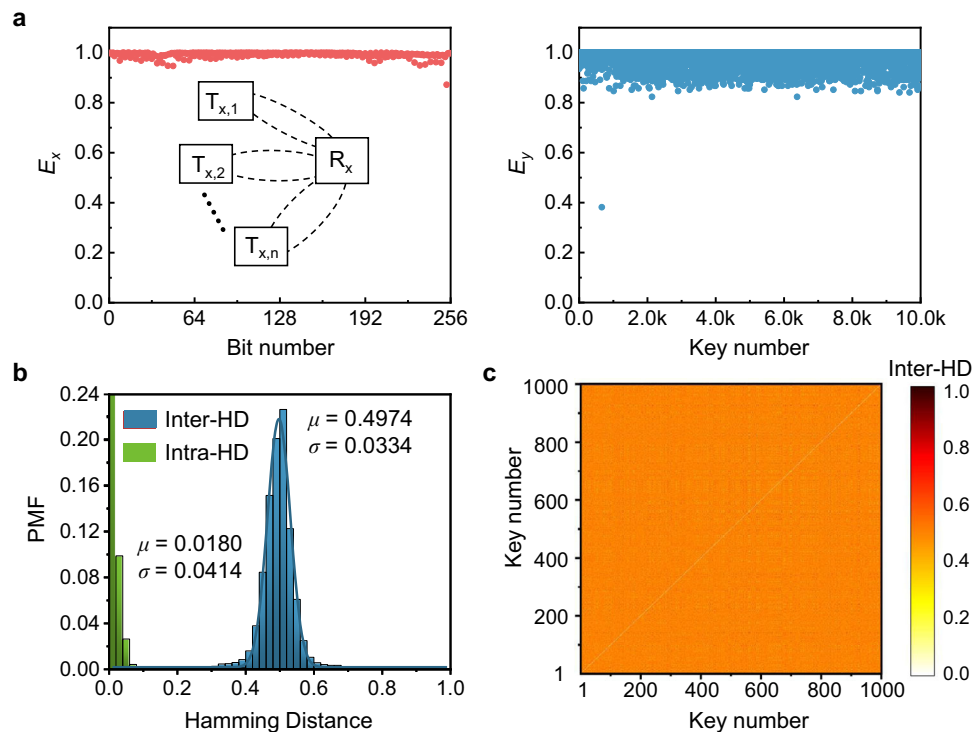 a
1.0
0.8
0.6
0.4
0.2
0.0
E_x
T_{x,1}
T_{x,2}
T_{x,n}
R_x
0 64 128 192 256
Bit number
1.0
0.8
0.6
0.4
0.2
0.0
E_y
0.0 2.0k 4.0k 6.0k 8.0k 10.0k
Key number
b
0.24
0.20
0.16
0.12
0.08
0.04
0.00
PMF
Inter-HD
Intra-HD
μ = 0.4974
σ = 0.0334
μ = 0.0180
σ = 0.0414
0.0 0.2 0.4 0.6 0.8 1.0
Hamming Distance
c
Inter-HD
1000
800
600
400
200
1
Key number
1 200 400 600 800 1000
Key number
1.0
0.8
0.6
0.4
0.2
0.0